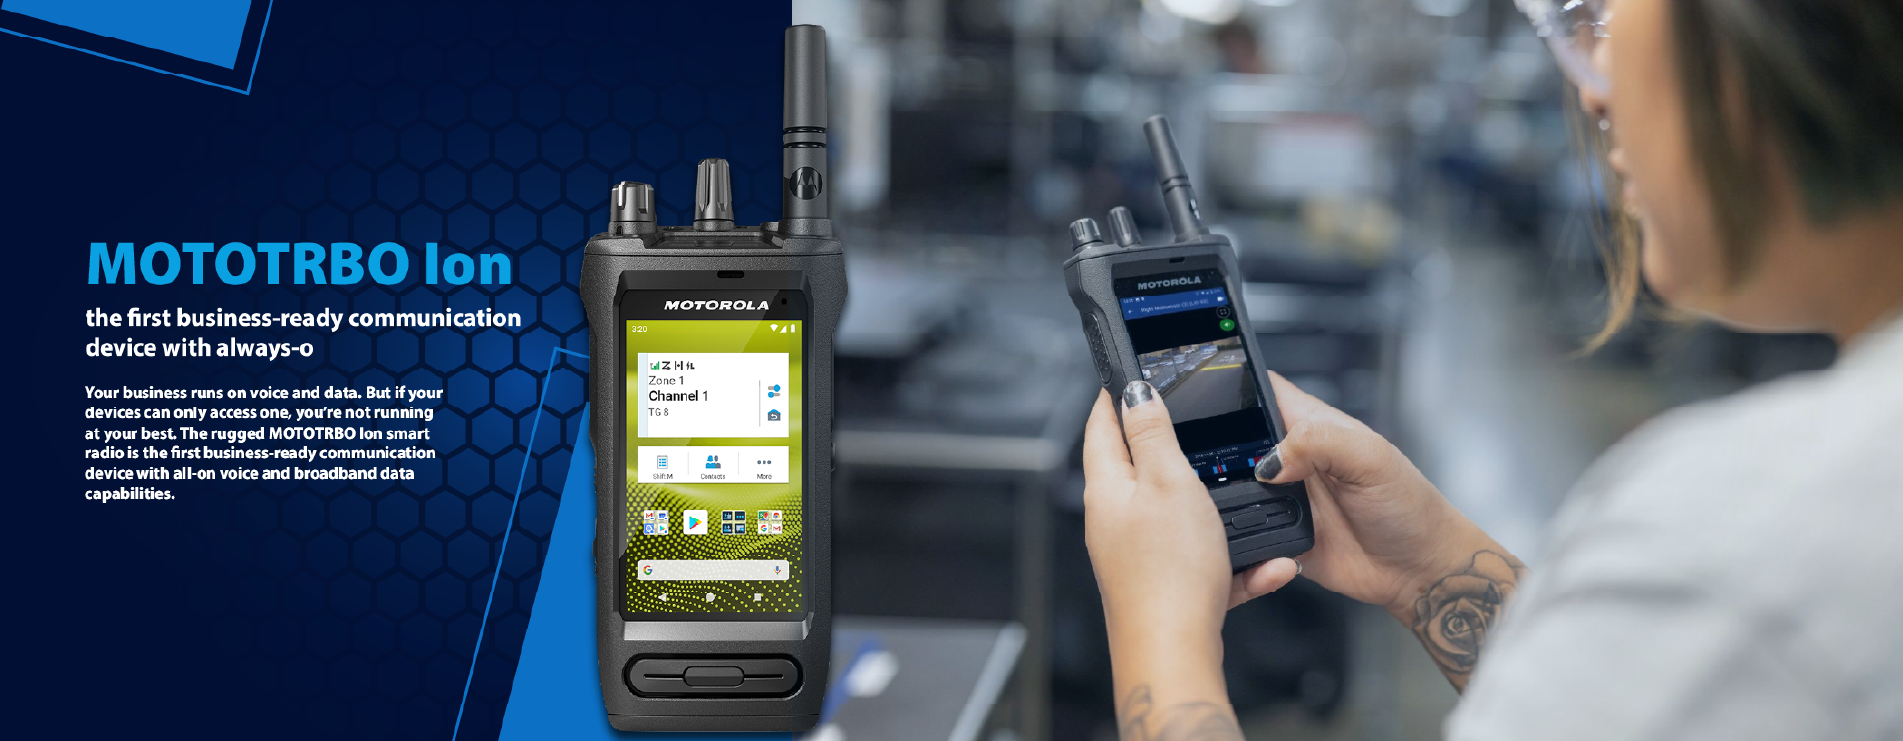 MOTOTRBO Ion
the first business-ready communication
device with always-o
Your business runs on voice and data. But if your
devices can only access one, you're not running
at your best. The rugged MOTOTRBO Ion smart
radio is the first business-ready communication
device with all-on voice and broadband data
capabilities.
MOTOROLA
3:20
Zone 1
Channel 1
TG 8
ShiftM
Contacts
More
MOTOROLA